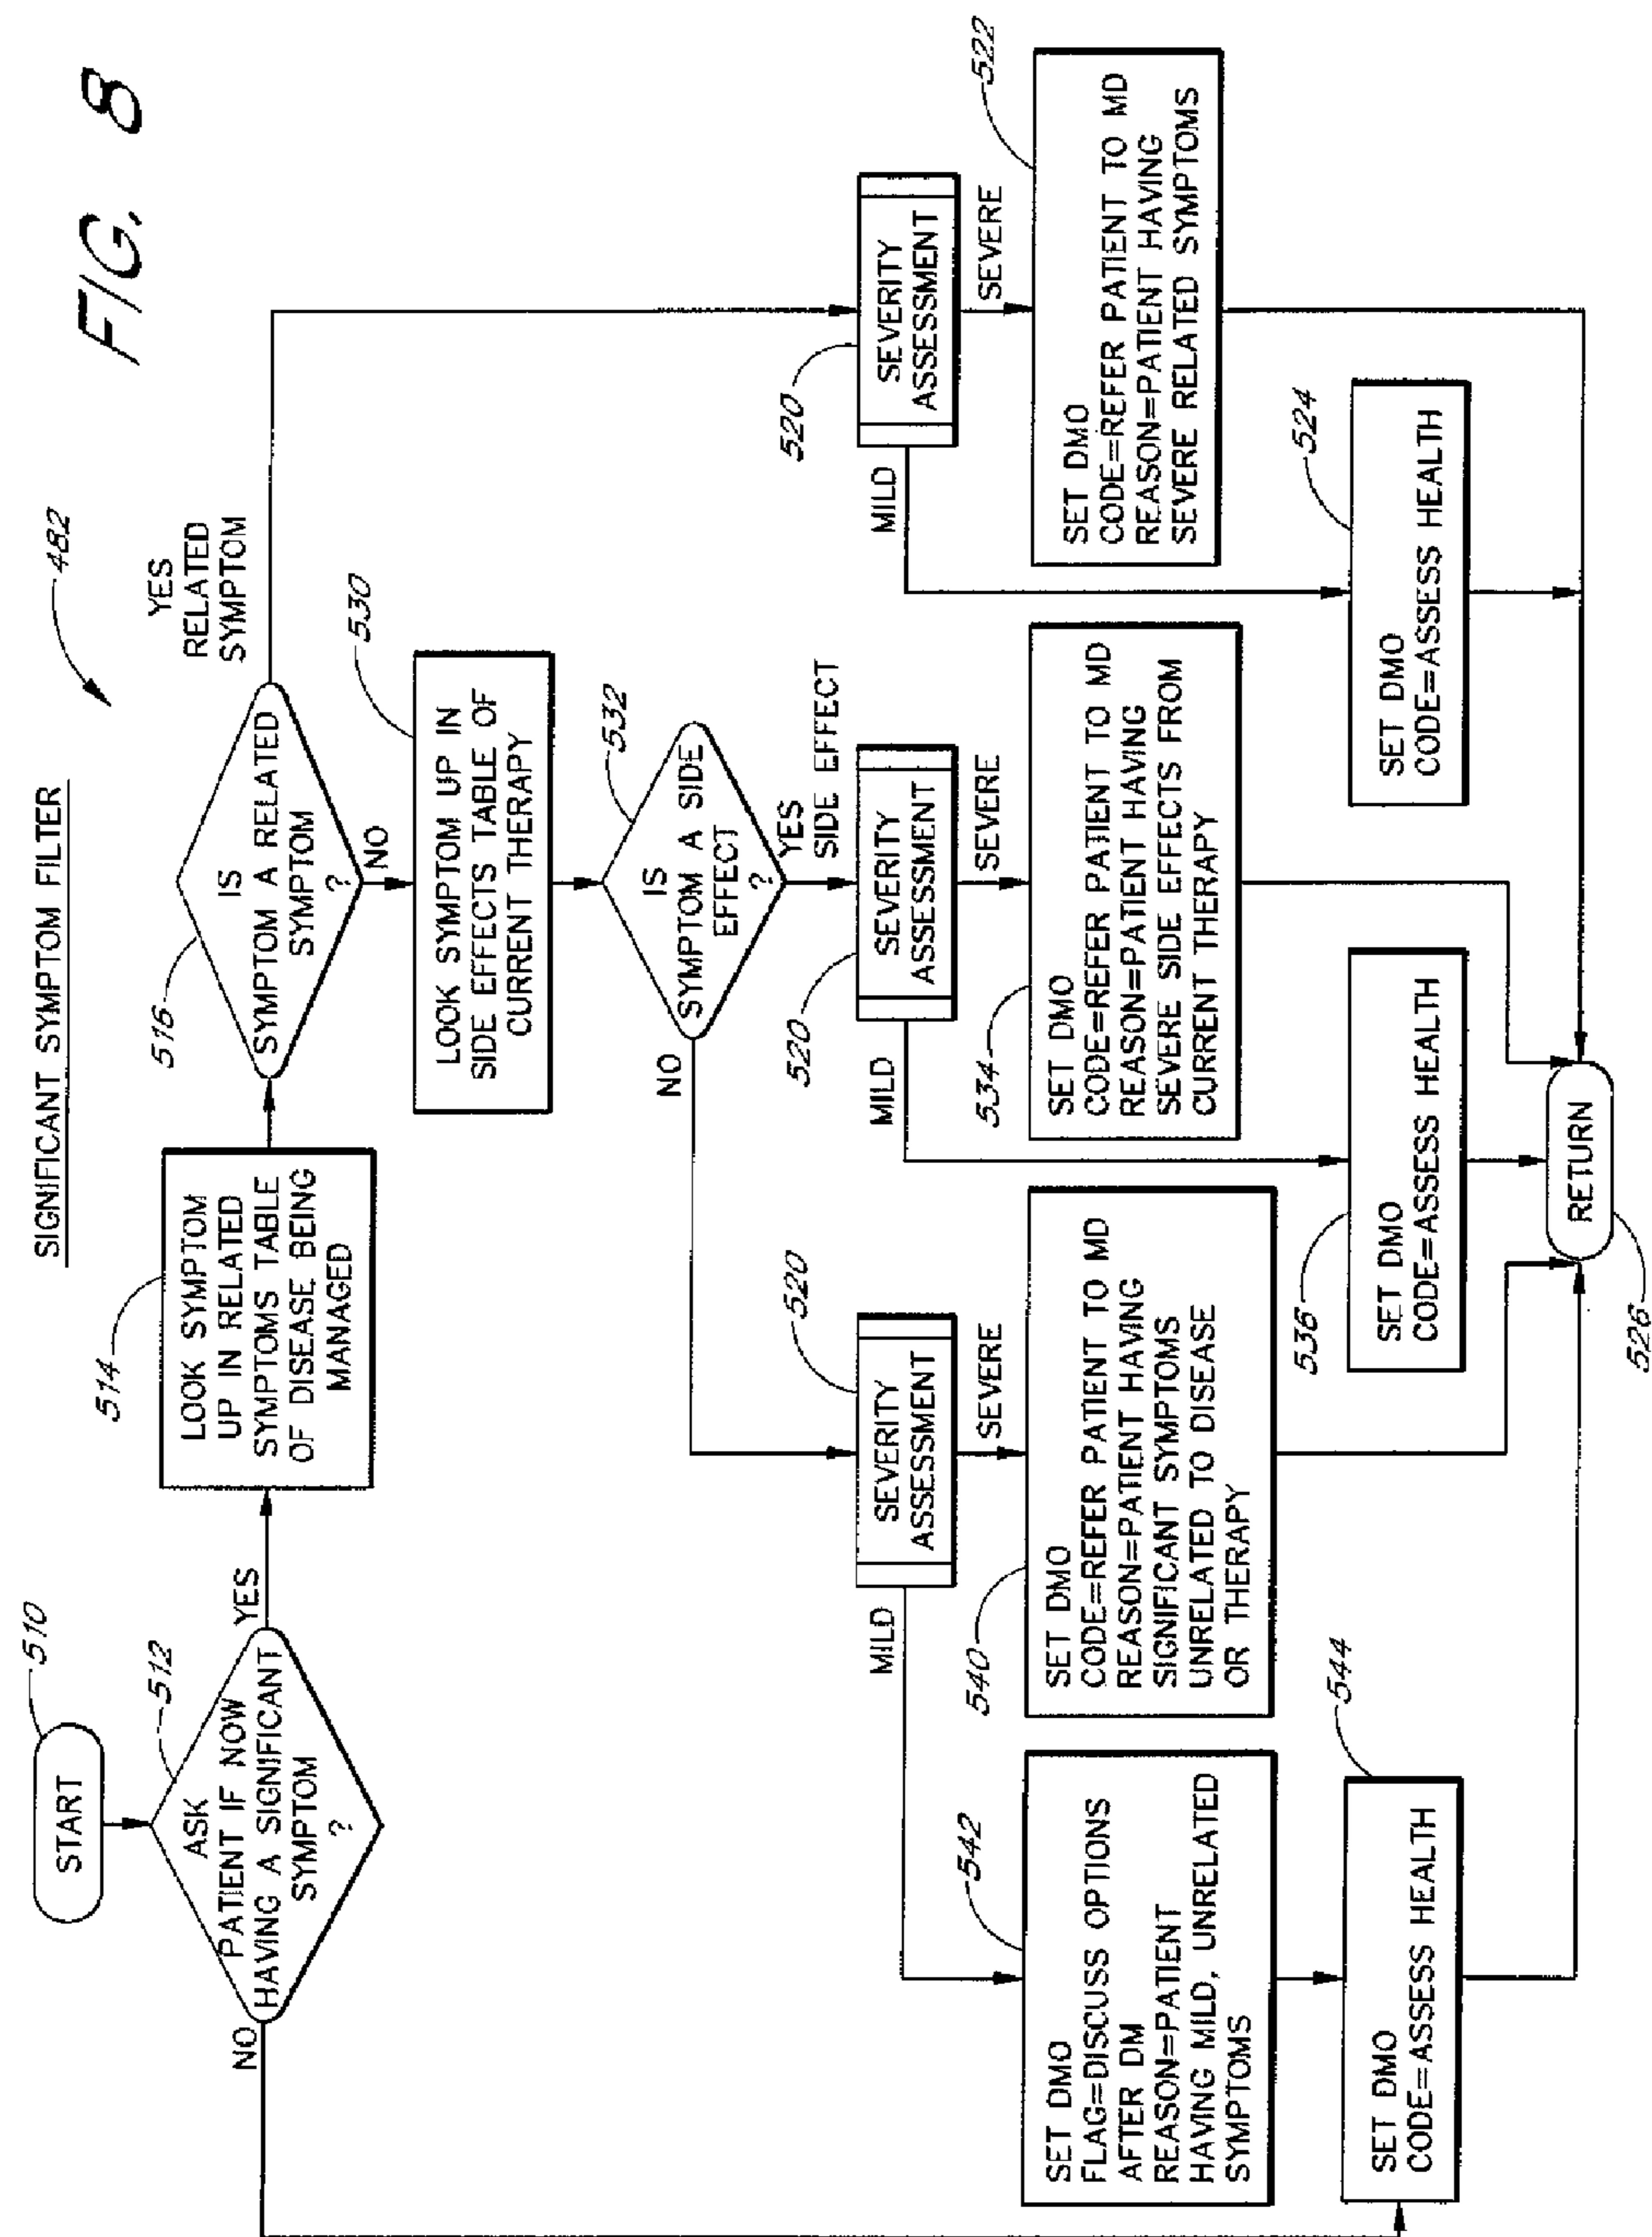 SIGNIFICANT SYMPTOM FILTER
FIG. 8
482
START
510
ASK
PATIENT IF NOW
HAVING A SIGNIFICANT
SYMPTOM
?
512
NO
YES
514
LOOK SYMPTOM
UP IN RELATED
SYMPTOMS TABLE
OF DISEASE BEING
MANAGED
516
IS
SYMPTOM A RELATED
SYMPTOM
?
YES
RELATED
SYMPTOM
NO
530
LOOK SYMPTOM UP IN
SIDE EFFECTS TABLE OF
CURRENT THERAPY
532
IS
SYMPTOM A SIDE
EFFECT
?
NO
YES
SIDE EFFECT
520
SEVERITY
ASSESSMENT
MILD
SEVERE
520
SEVERITY
ASSESSMENT
MILD
SEVERE
520
SEVERITY
ASSESSMENT
MILD
SEVERE
542
SET DMO
FLAG=DISCUSS OPTIONS
AFTER DM
REASON=PATIENT
HAVING MILD, UNRELATED
SYMPTOMS
540
SET DMO
CODE=REFER PATIENT TO MD
REASON=PATIENT HAVING
SIGNIFICANT SYMPTOMS
UNRELATED TO DISEASE
OR THERAPY
534
SET DMO
CODE=REFER PATIENT TO MD
REASON=PATIENT HAVING
SEVERE SIDE EFFECTS FROM
CURRENT THERAPY
522
SET DMO
CODE=REFER PATIENT TO MD
REASON=PATIENT HAVING
SEVERE RELATED SYMPTOMS
544
SET DMO
CODE=ASSESS HEALTH
536
SET DMO
CODE=ASSESS HEALTH
524
SET DMO
CODE=ASSESS HEALTH
RETURN
526